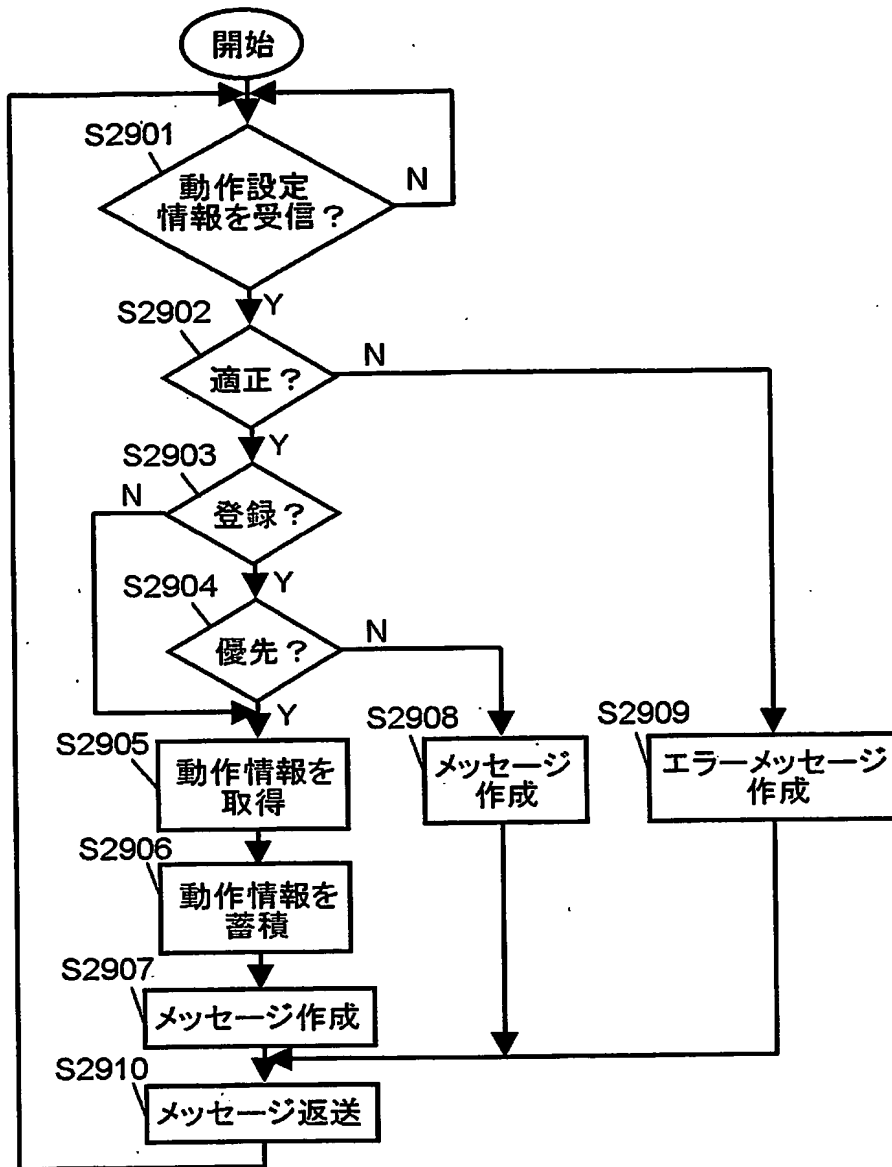 開始
S2901
動作設定
情報を受信？
N
Y
S2902
適正？
N
Y
S2903
登録？
N
Y
S2904
優先？
N
Y
S2905
動作情報を
取得
S2908
メッセージ
作成
S2909
エラーメッセージ
作成
S2906
動作情報を
蓄積
S2907
メッセージ作成
S2910
メッセージ返送